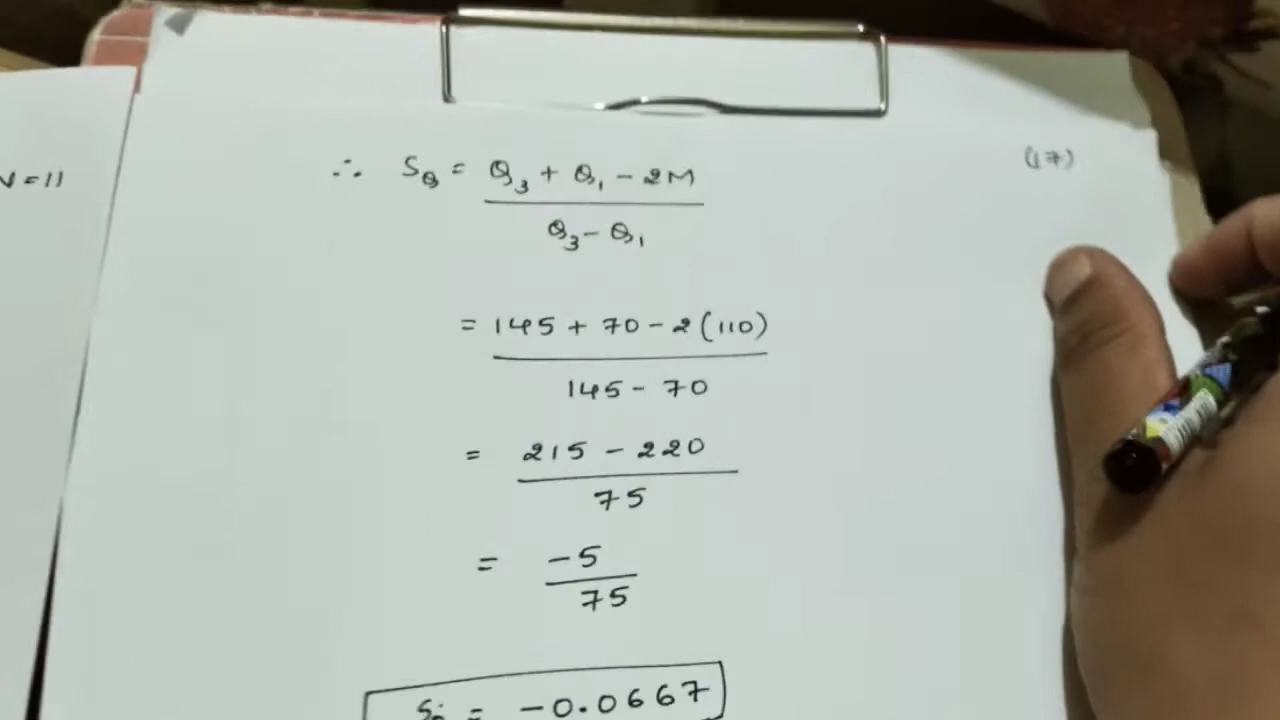 N = 11
(17)
∴ S_Q = Q_3 + Q_1 - 2M
Q_3 - Q_1
= 145 + 70 - 2 (110)
145 - 70
= 215 - 220
75
= -5
75
= -0.0667